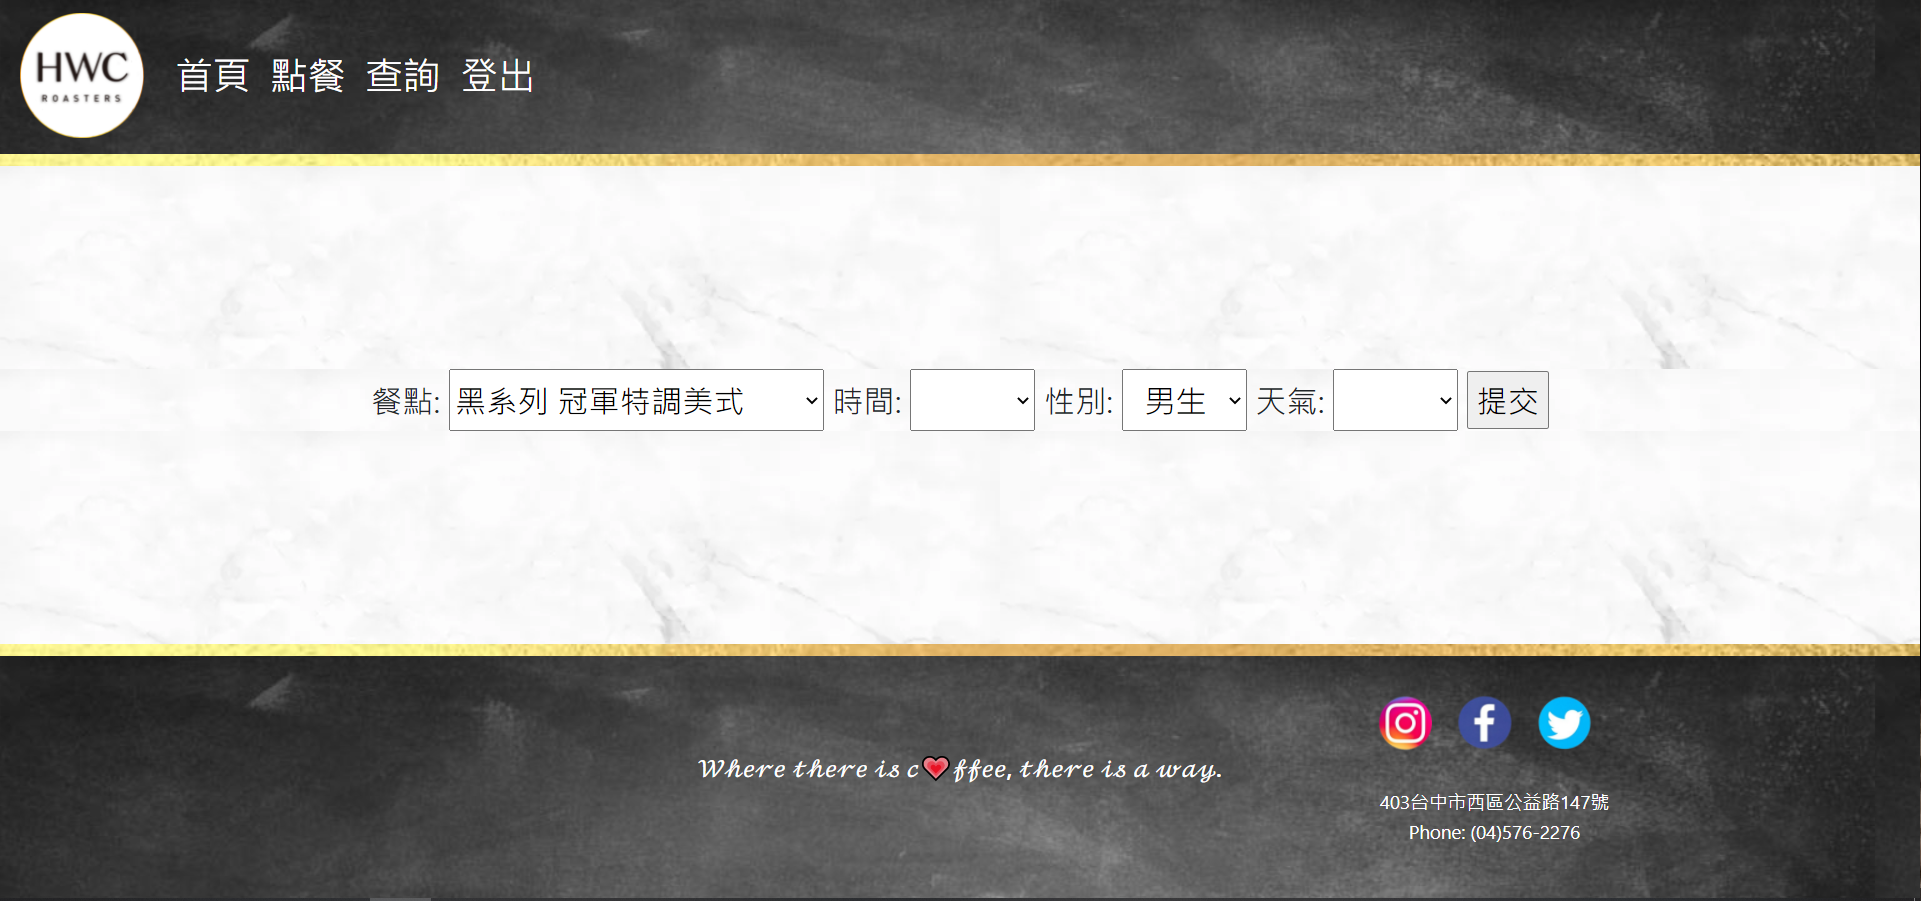 HWC
ROASTERS
首頁 點餐 查詢 登出
餐點: 黑系列 冠軍特調美式 時間: 性別: 男生 天氣: 提交
Where there is c❤ffee, there is a way.
403台中市西區公益路147號
Phone: (04)576-2276